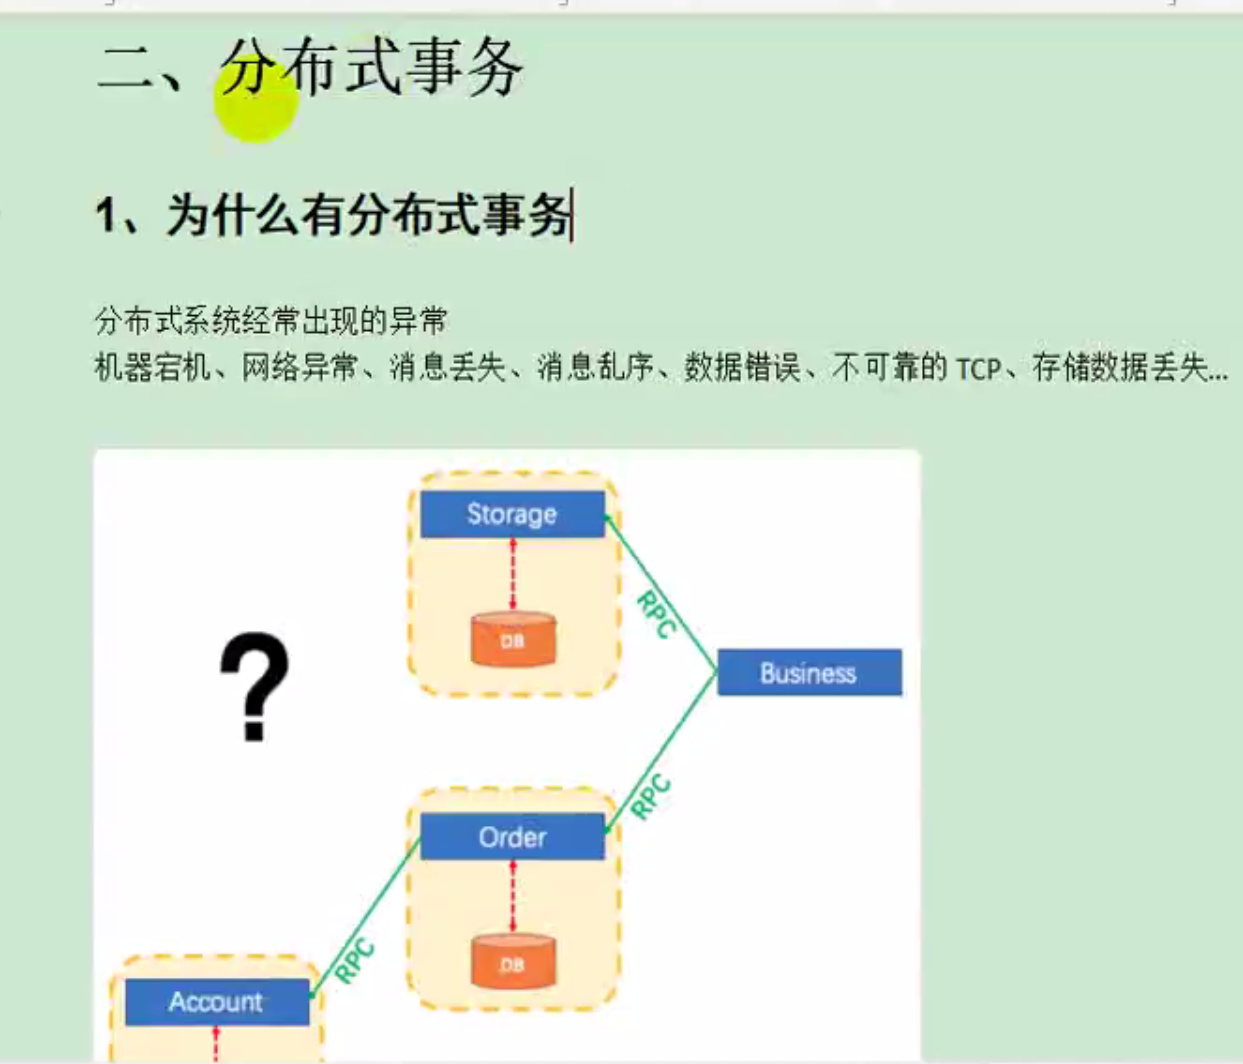 二、分布式事务
1、为什么有分布式事务
分布式系统经常出现的异常
机器宕机、网络异常、消息丢失、消息乱序、数据错误、不可靠的 TCP、存储数据丢失...
Storage
DB
RPC
Business
?
RPC
Order
DB
RPC
Account